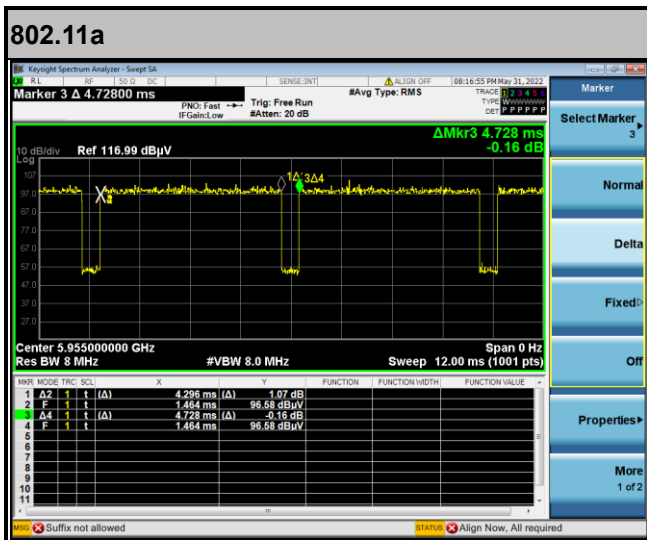 802.11a
Keysight Spectrum Analyzer - Swept SA
RL RF 50 Ω DC SENSE:INT ALIGN OFF 08:16:55 PM May 31, 2022
Marker 3 Δ 4.72800 ms
PNO: Fast
IFGain:Low
Trig: Free Run
#Atten: 20 dB
#Avg Type: RMS
TRACE 1 2 3 4 5 6
TYPE WWWWWW
DET P P P P P P
ΔMkr3 4.728 ms
-0.16 dB
10 dB/div Ref 116.99 dBµV
Log
107
97.0
87.0
77.0
67.0
57.0
47.0
37.0
27.0
3Δ4
Center 5.955000000 GHz Span 0 Hz
Res BW 8 MHz #VBW 8.0 MHz Sweep 12.00 ms (1001 pts)
MKR MODE TRC SCL X Y FUNCTION FUNCTION WIDTH FUNCTION VALUE
1 Δ2 1 t (Δ) 4.296 ms (Δ) 1.07 dB
2 F 1 t 1.464 ms 96.58 dBµV
3 Δ4 1 t (Δ) 4.728 ms (Δ) -0.16 dB
4 F 1 t 1.464 ms 96.58 dBµV
5
6
7
8
9
10
11
MSG Suffix not allowed STATUS Align Now, All required
Marker
Select Marker
3
Normal
Delta
Fixed
Off
Properties
More
1 of 2